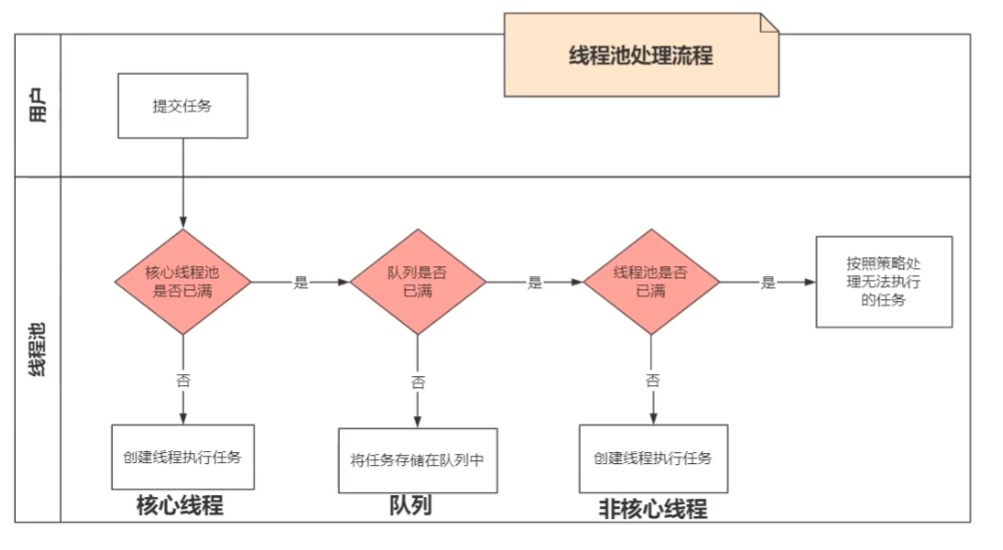 线程池处理流程
用户
提交任务
线程池
核心线程池
是否已满
是
队列是否
已满
是
线程池是否
已满
是
按照策略处
理无法执行
的任务
否
否
否
创建线程执行任务
将任务存储在队列中
创建线程执行任务
核心线程
队列
非核心线程